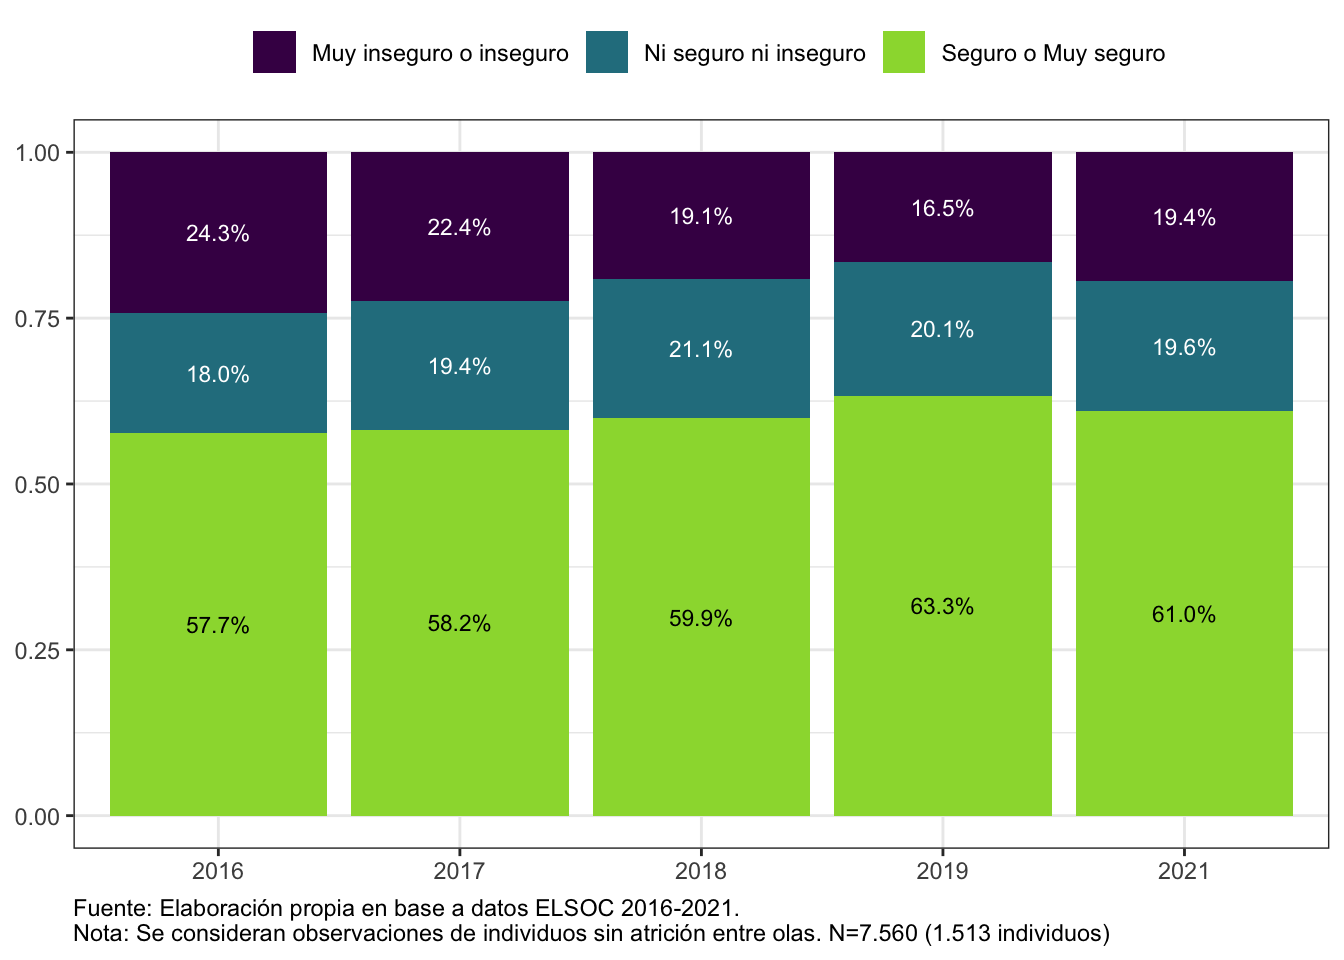 Muy inseguro o inseguro Ni seguro ni inseguro Seguro o Muy seguro
1.00
0.75
0.50
0.25
0.00
24.3% 22.4% 19.1% 16.5% 19.4%
18.0% 19.4% 21.1% 20.1% 19.6%
57.7% 58.2% 59.9% 63.3% 61.0%
2016 2017 2018 2019 2021
Fuente: Elaboración propia en base a datos ELSOC 2016-2021.
Nota: Se consideran observaciones de individuos sin atrición entre olas. N=7.560 (1.513 individuos)